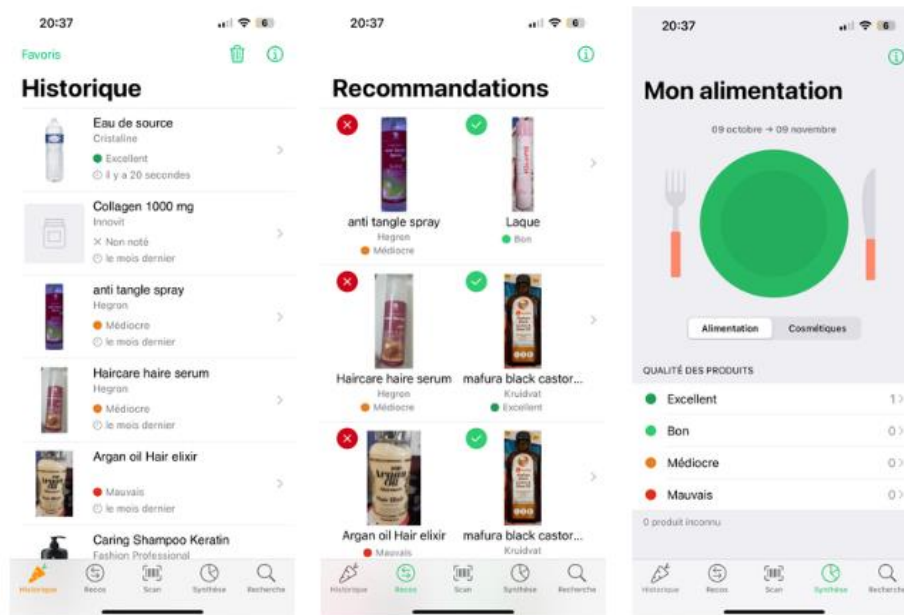 20:37
6
Favoris
Historique
Eau de source
Cristaline
Excellent
il y a 20 secondes
Collagen 1000 mg
Innovit
Non noté
le mois dernier
anti tangle spray
Hegron
Médiocre
le mois dernier
Haircare haire serum
Hegron
Médiocre
le mois dernier
Argan oil Hair elixir
Mauvais
le mois dernier
Caring Shampoo Keratin
Fashion Professional
Historique
Recos
Scan
Synthèse
Recherche
20:37
6
Recommandations
anti tangle spray
Hegron
Médiocre
Laque
Bon
Haircare haire serum
Hegron
Médiocre
mafura black castor...
Kruidvat
Excellent
Argan oil Hair elixir
Mauvais
mafura black castor...
Kruidvat
Historique
Recos
Scan
Synthèse
Recherche
20:37
6
Mon alimentation
09 octobre → 09 novembre
Alimentation
Cosmétiques
QUALITÉ DES PRODUITS
Excellent 1
Bon 0
Médiocre 0
Mauvais 0
0 produit inconnu
Historique
Recos
Scan
Synthèse
Recherche